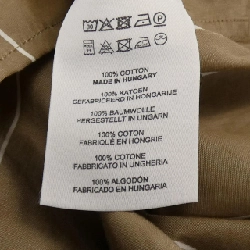 100% COTTON
MADE IN HUNGARY
100% KATOEN
GEFABRICEERD IN HONGARIJE
100% BAUMWOLLE
HERGESTELLT IN UNGARN
100% COTON
FABRIQUÉ EN HONGRIE
100% COTONE
FABBRICATO IN UNGHERIA
100% ALGODON
FABRICADO EN HUNGARIA